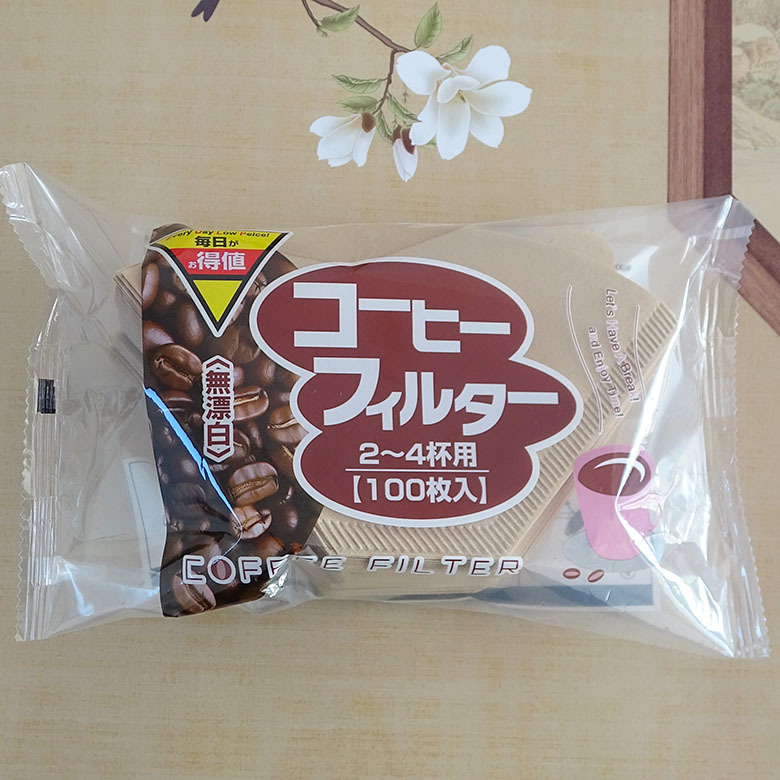 Every Day Low Peice!
毎日が
お得値
コーヒー
フィルター
2〜4杯用
【100枚入】
《無漂白》
COFFEE FILTER
Let's Have A Break!
and Enjoy Time!